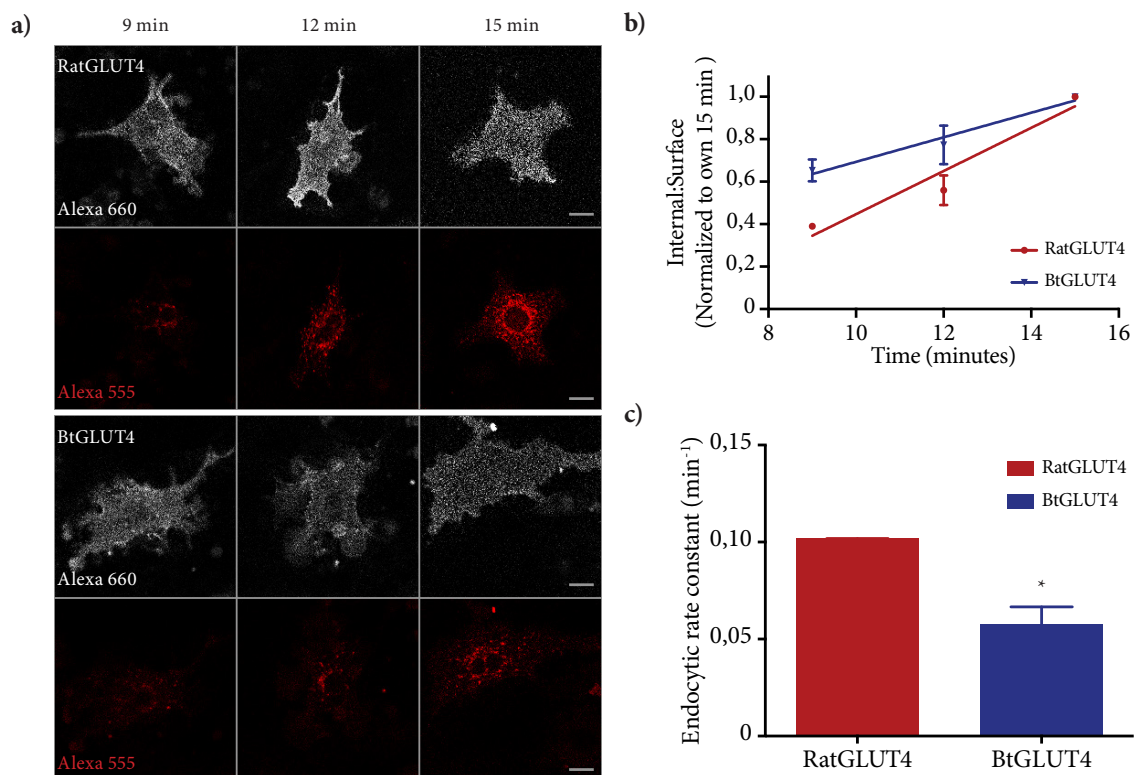 a)
9 min 12 min 15 min
RatGLUT4
Alexa 660
Alexa 555
BtGLUT4
Alexa 660
Alexa 555
b)
Internal:Surface
(Normalized to own 15 min)
1,0
0,8
0,6
0,4
0,2
0
8 10 12 14 16
Time (minutes)
RatGLUT4
BtGLUT4
c)
Endocytic rate constant (min⁻¹)
0,15
0,10
0,05
0
*
RatGLUT4
BtGLUT4
RatGLUT4 BtGLUT4